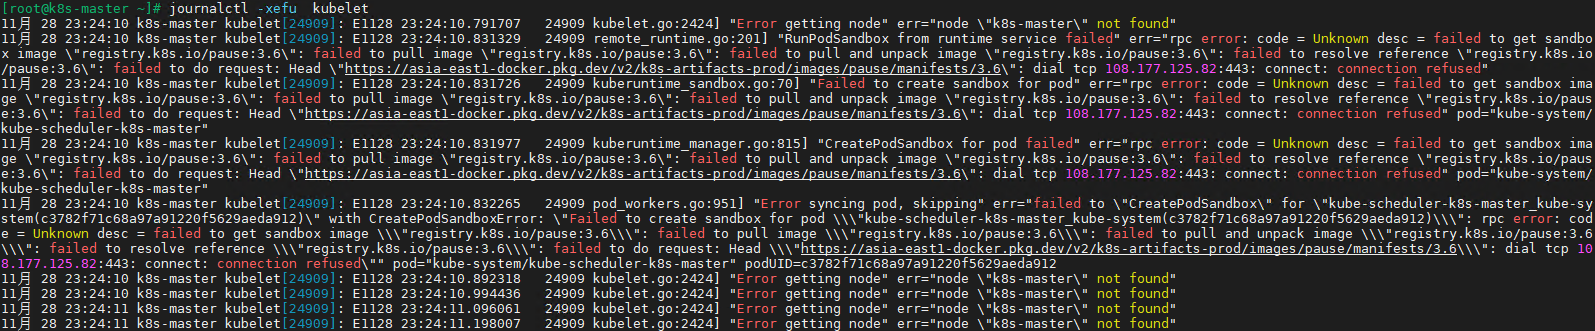 [root@k8s-master ~]# journalctl -xefu  kubelet
11月 28 23:24:10 k8s-master kubelet[24909]: E1128 23:24:10.791707   24909 kubelet.go:2424] "Error getting node" err="node \"k8s-master\" not found"
11月 28 23:24:10 k8s-master kubelet[24909]: E1128 23:24:10.831329   24909 remote_runtime.go:201] "RunPodSandbox from runtime service failed" err="rpc error: code = Unknown desc = failed to get sandbo
x image \"registry.k8s.io/pause:3.6\": failed to pull image \"registry.k8s.io/pause:3.6\": failed to pull and unpack image \"registry.k8s.io/pause:3.6\": failed to resolve reference \"registry.k8s.io
/pause:3.6\": failed to do request: Head \"https://asia-east1-docker.pkg.dev/v2/k8s-artifacts-prod/images/pause/manifests/3.6\": dial tcp 108.177.125.82:443: connect: connection refused"
11月 28 23:24:10 k8s-master kubelet[24909]: E1128 23:24:10.831726   24909 kuberuntime_sandbox.go:70] "Failed to create sandbox for pod" err="rpc error: code = Unknown desc = failed to get sandbox ima
ge \"registry.k8s.io/pause:3.6\": failed to pull image \"registry.k8s.io/pause:3.6\": failed to pull and unpack image \"registry.k8s.io/pause:3.6\": failed to resolve reference \"registry.k8s.io/paus
e:3.6\": failed to do request: Head \"https://asia-east1-docker.pkg.dev/v2/k8s-artifacts-prod/images/pause/manifests/3.6\": dial tcp 108.177.125.82:443: connect: connection refused" pod="kube-system/
kube-scheduler-k8s-master"
11月 28 23:24:10 k8s-master kubelet[24909]: E1128 23:24:10.831977   24909 kuberuntime_manager.go:815] "CreatePodSandbox for pod failed" err="rpc error: code = Unknown desc = failed to get sandbox ima
ge \"registry.k8s.io/pause:3.6\": failed to pull image \"registry.k8s.io/pause:3.6\": failed to pull and unpack image \"registry.k8s.io/pause:3.6\": failed to resolve reference \"registry.k8s.io/paus
e:3.6\": failed to do request: Head \"https://asia-east1-docker.pkg.dev/v2/k8s-artifacts-prod/images/pause/manifests/3.6\": dial tcp 108.177.125.82:443: connect: connection refused" pod="kube-system/
kube-scheduler-k8s-master"
11月 28 23:24:10 k8s-master kubelet[24909]: E1128 23:24:10.832265   24909 pod_workers.go:951] "Error syncing pod, skipping" err="failed to \"CreatePodSandbox\" for \"kube-scheduler-k8s-master_kube-sy
stem(c3782f71c68a97a91220f5629aeda912)\" with CreatePodSandboxError: \"Failed to create sandbox for pod \\\"kube-scheduler-k8s-master_kube-system(c3782f71c68a97a91220f5629aeda912)\\\": rpc error: cod
e = Unknown desc = failed to get sandbox image \\\"registry.k8s.io/pause:3.6\\\": failed to pull image \\\"registry.k8s.io/pause:3.6\\\": failed to pull and unpack image \\\"registry.k8s.io/pause:3.6
\\\": failed to resolve reference \\\"registry.k8s.io/pause:3.6\\\": failed to do request: Head \\\"https://asia-east1-docker.pkg.dev/v2/k8s-artifacts-prod/images/pause/manifests/3.6\\\": dial tcp 10
8.177.125.82:443: connect: connection refused\"" pod="kube-system/kube-scheduler-k8s-master" podUID=c3782f71c68a97a91220f5629aeda912
11月 28 23:24:10 k8s-master kubelet[24909]: E1128 23:24:10.892318   24909 kubelet.go:2424] "Error getting node" err="node \"k8s-master\" not found"
11月 28 23:24:10 k8s-master kubelet[24909]: E1128 23:24:10.994436   24909 kubelet.go:2424] "Error getting node" err="node \"k8s-master\" not found"
11月 28 23:24:11 k8s-master kubelet[24909]: E1128 23:24:11.096061   24909 kubelet.go:2424] "Error getting node" err="node \"k8s-master\" not found"
11月 28 23:24:11 k8s-master kubelet[24909]: E1128 23:24:11.198007   24909 kubelet.go:2424] "Error getting node" err="node \"k8s-master\" not found"